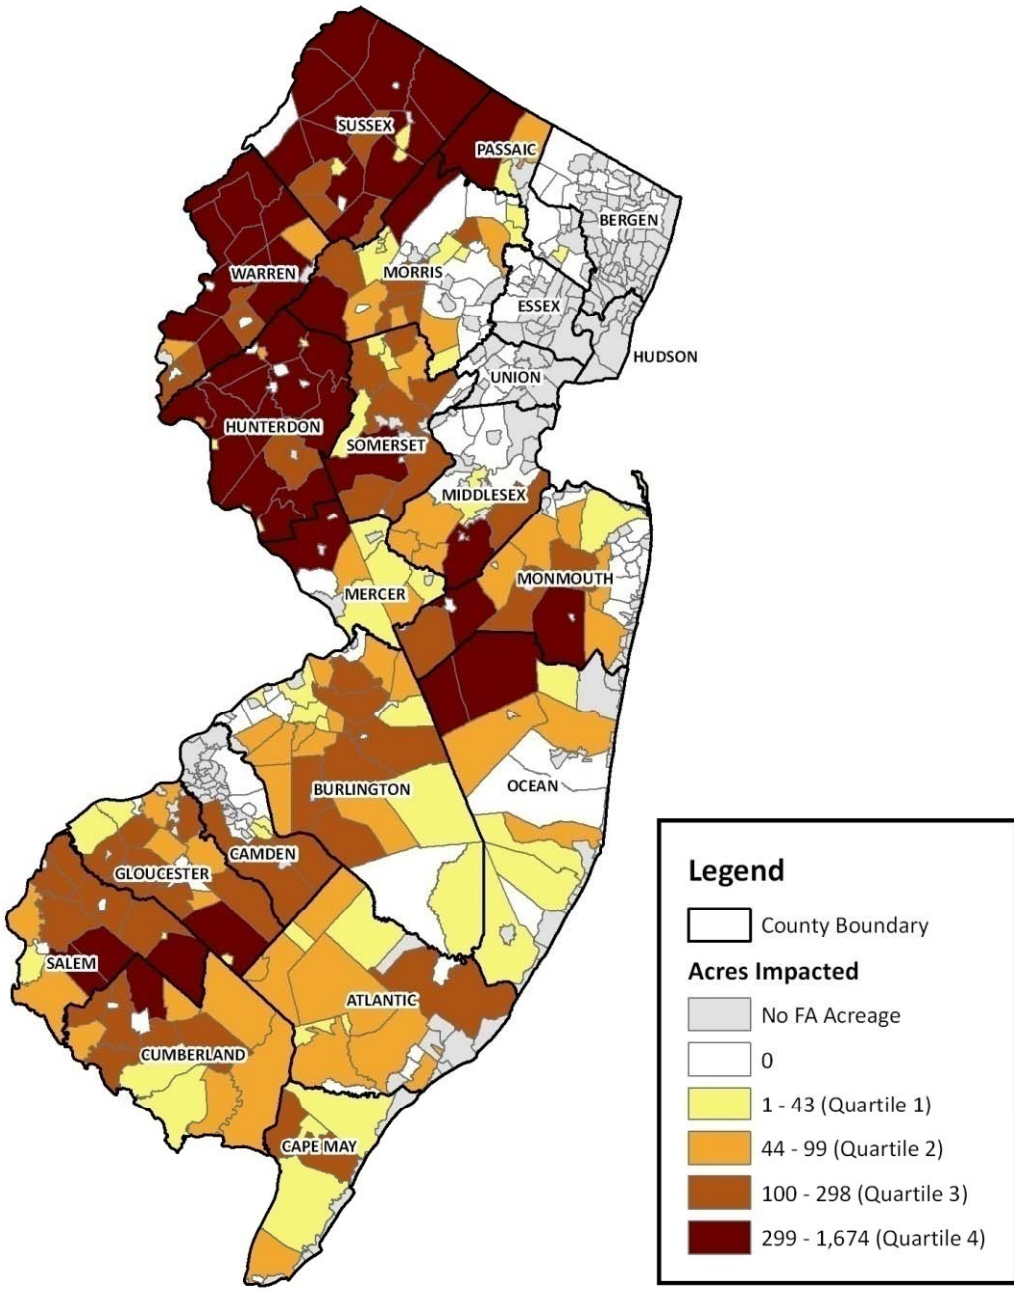 SUSSEX
PASSAIC
BERGEN
WARREN
MORRIS
ESSEX
HUDSON
UNION
HUNTERDON
SOMERSET
MIDDLESEX
MONMOUTH
MERCER
OCEAN
BURLINGTON
CAMDEN
GLOUCESTER
SALEM
ATLANTIC
CUMBERLAND
CAPE MAY
Legend
County Boundary
Acres Impacted
No FA Acreage
0
1 - 43 (Quartile 1)
44 - 99 (Quartile 2)
100 - 298 (Quartile 3)
299 - 1,674 (Quartile 4)